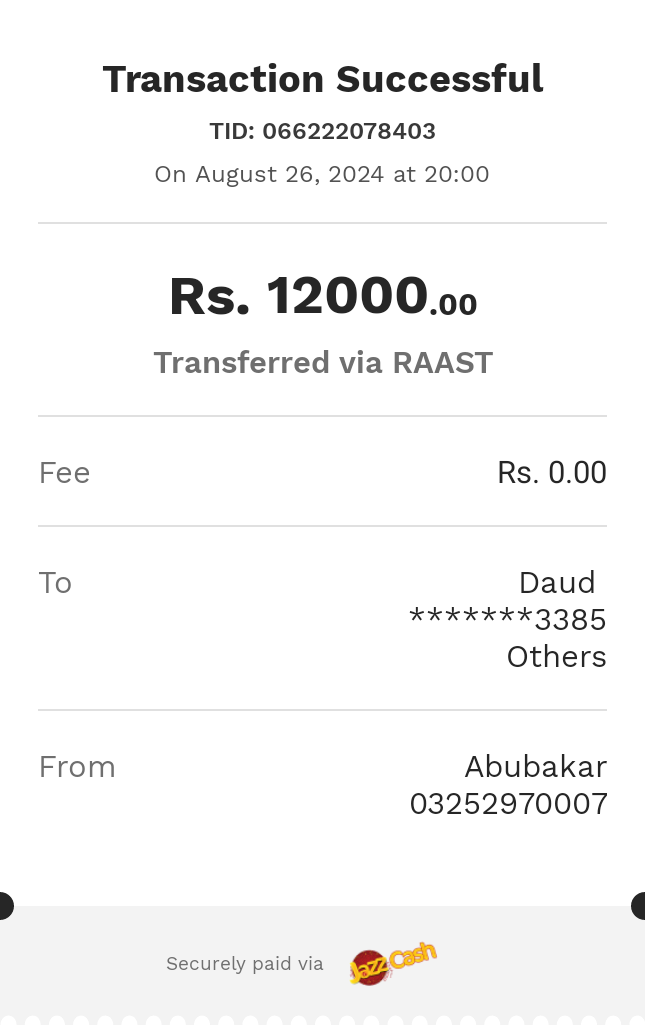 Transaction Successful
TID: 066222078403
On August 26, 2024 at 20:00
Rs. 12000.00
Transferred via RAAST
Fee Rs. 0.00
To Daud
*******3385
Others
From Abubakar
03252970007
Securely paid via JazzCash